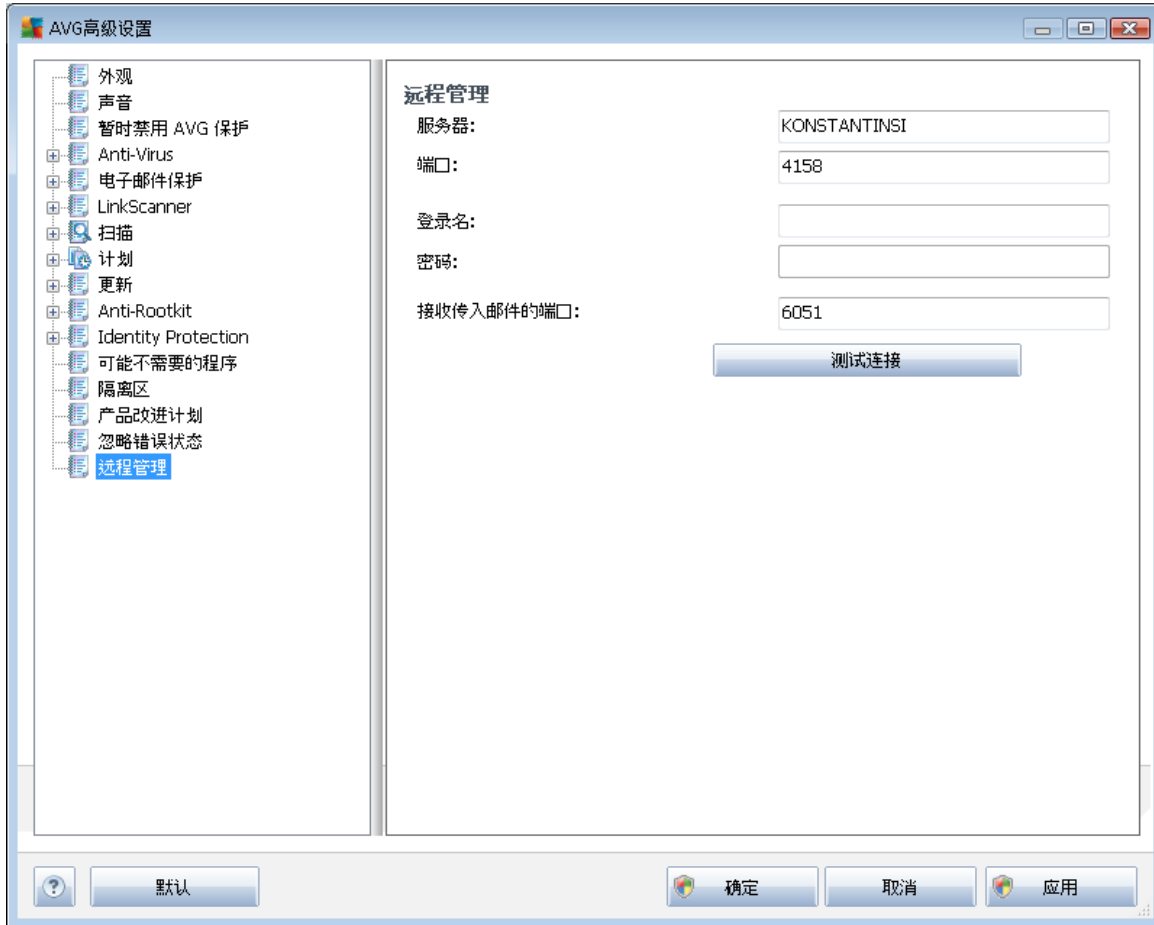 AVG高级设置
外观
声音
暂时禁用 AVG 保护
Anti-Virus
电子邮件保护
LinkScanner
扫描
计划
更新
Anti-Rootkit
Identity Protection
可能不需要的程序
隔离区
产品改进计划
忽略错误状态
远程管理
远程管理
服务器: KONSTANTINSI
端口: 4158
登录名:
密码:
接收传入邮件的端口: 6051
测试连接
? 默认 确定 取消 应用